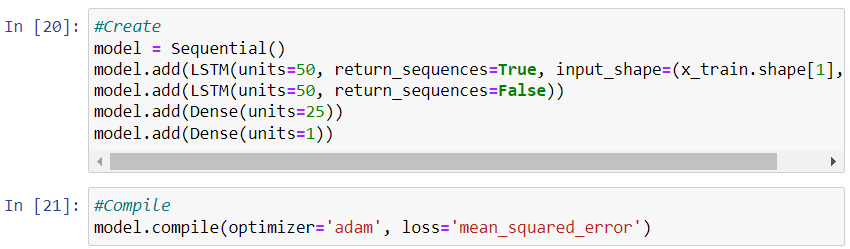 In [20]: #Create
model = Sequential()
model.add(LSTM(units=50, return_sequences=True, input_shape=(x_train.shape[1],
model.add(LSTM(units=50, return_sequences=False))
model.add(Dense(units=25))
model.add(Dense(units=1))
In [21]: #Compile
model.compile(optimizer='adam', loss='mean_squared_error')